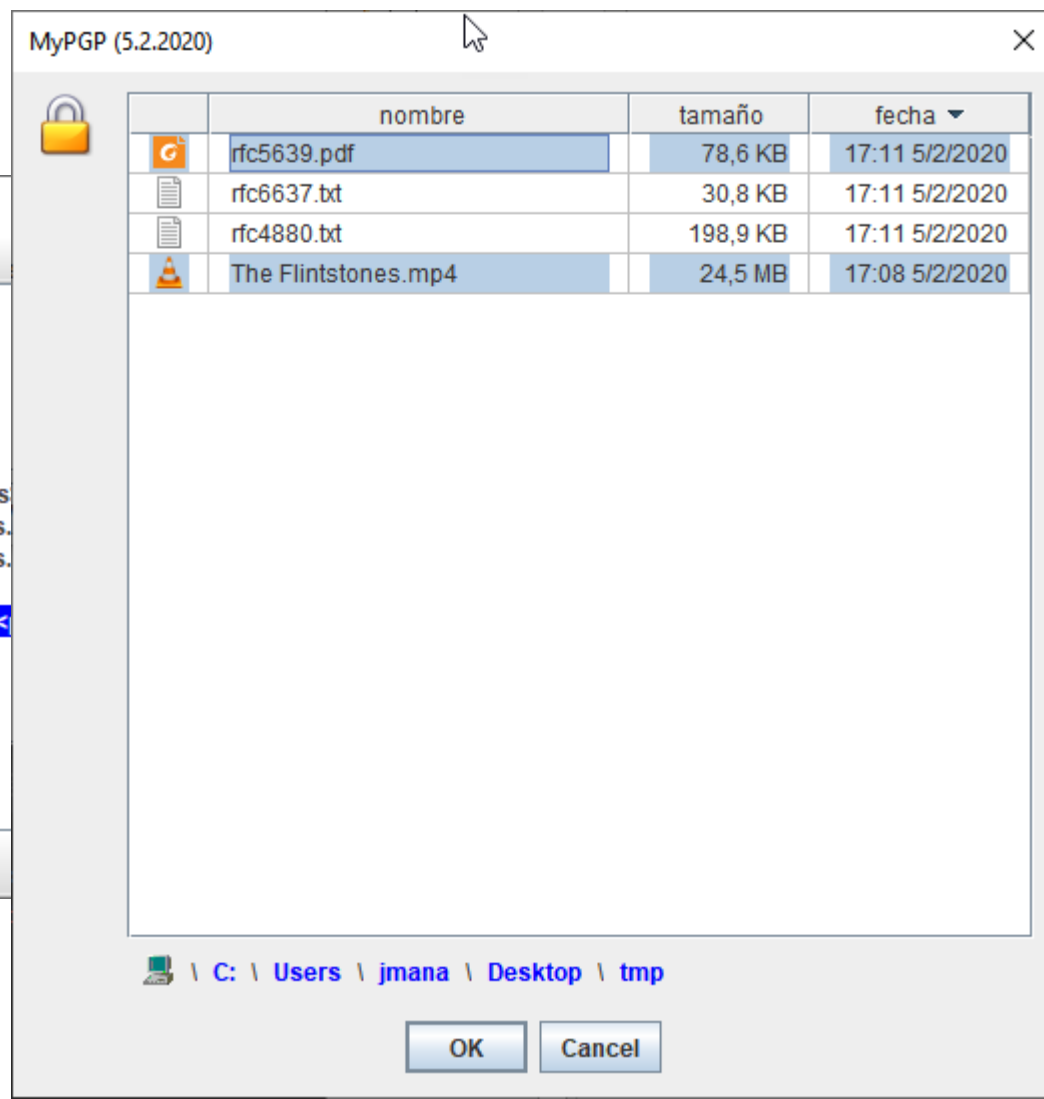 MyPGP (5.2.2020)
nombre tamaño fecha
rfc5639.pdf 78,6 KB 17:11 5/2/2020
rfc6637.txt 30,8 KB 17:11 5/2/2020
rfc4880.txt 198,9 KB 17:11 5/2/2020
The Flintstones.mp4 24,5 MB 17:08 5/2/2020
\ C: \ Users \ jmana \ Desktop \ tmp
OK Cancel